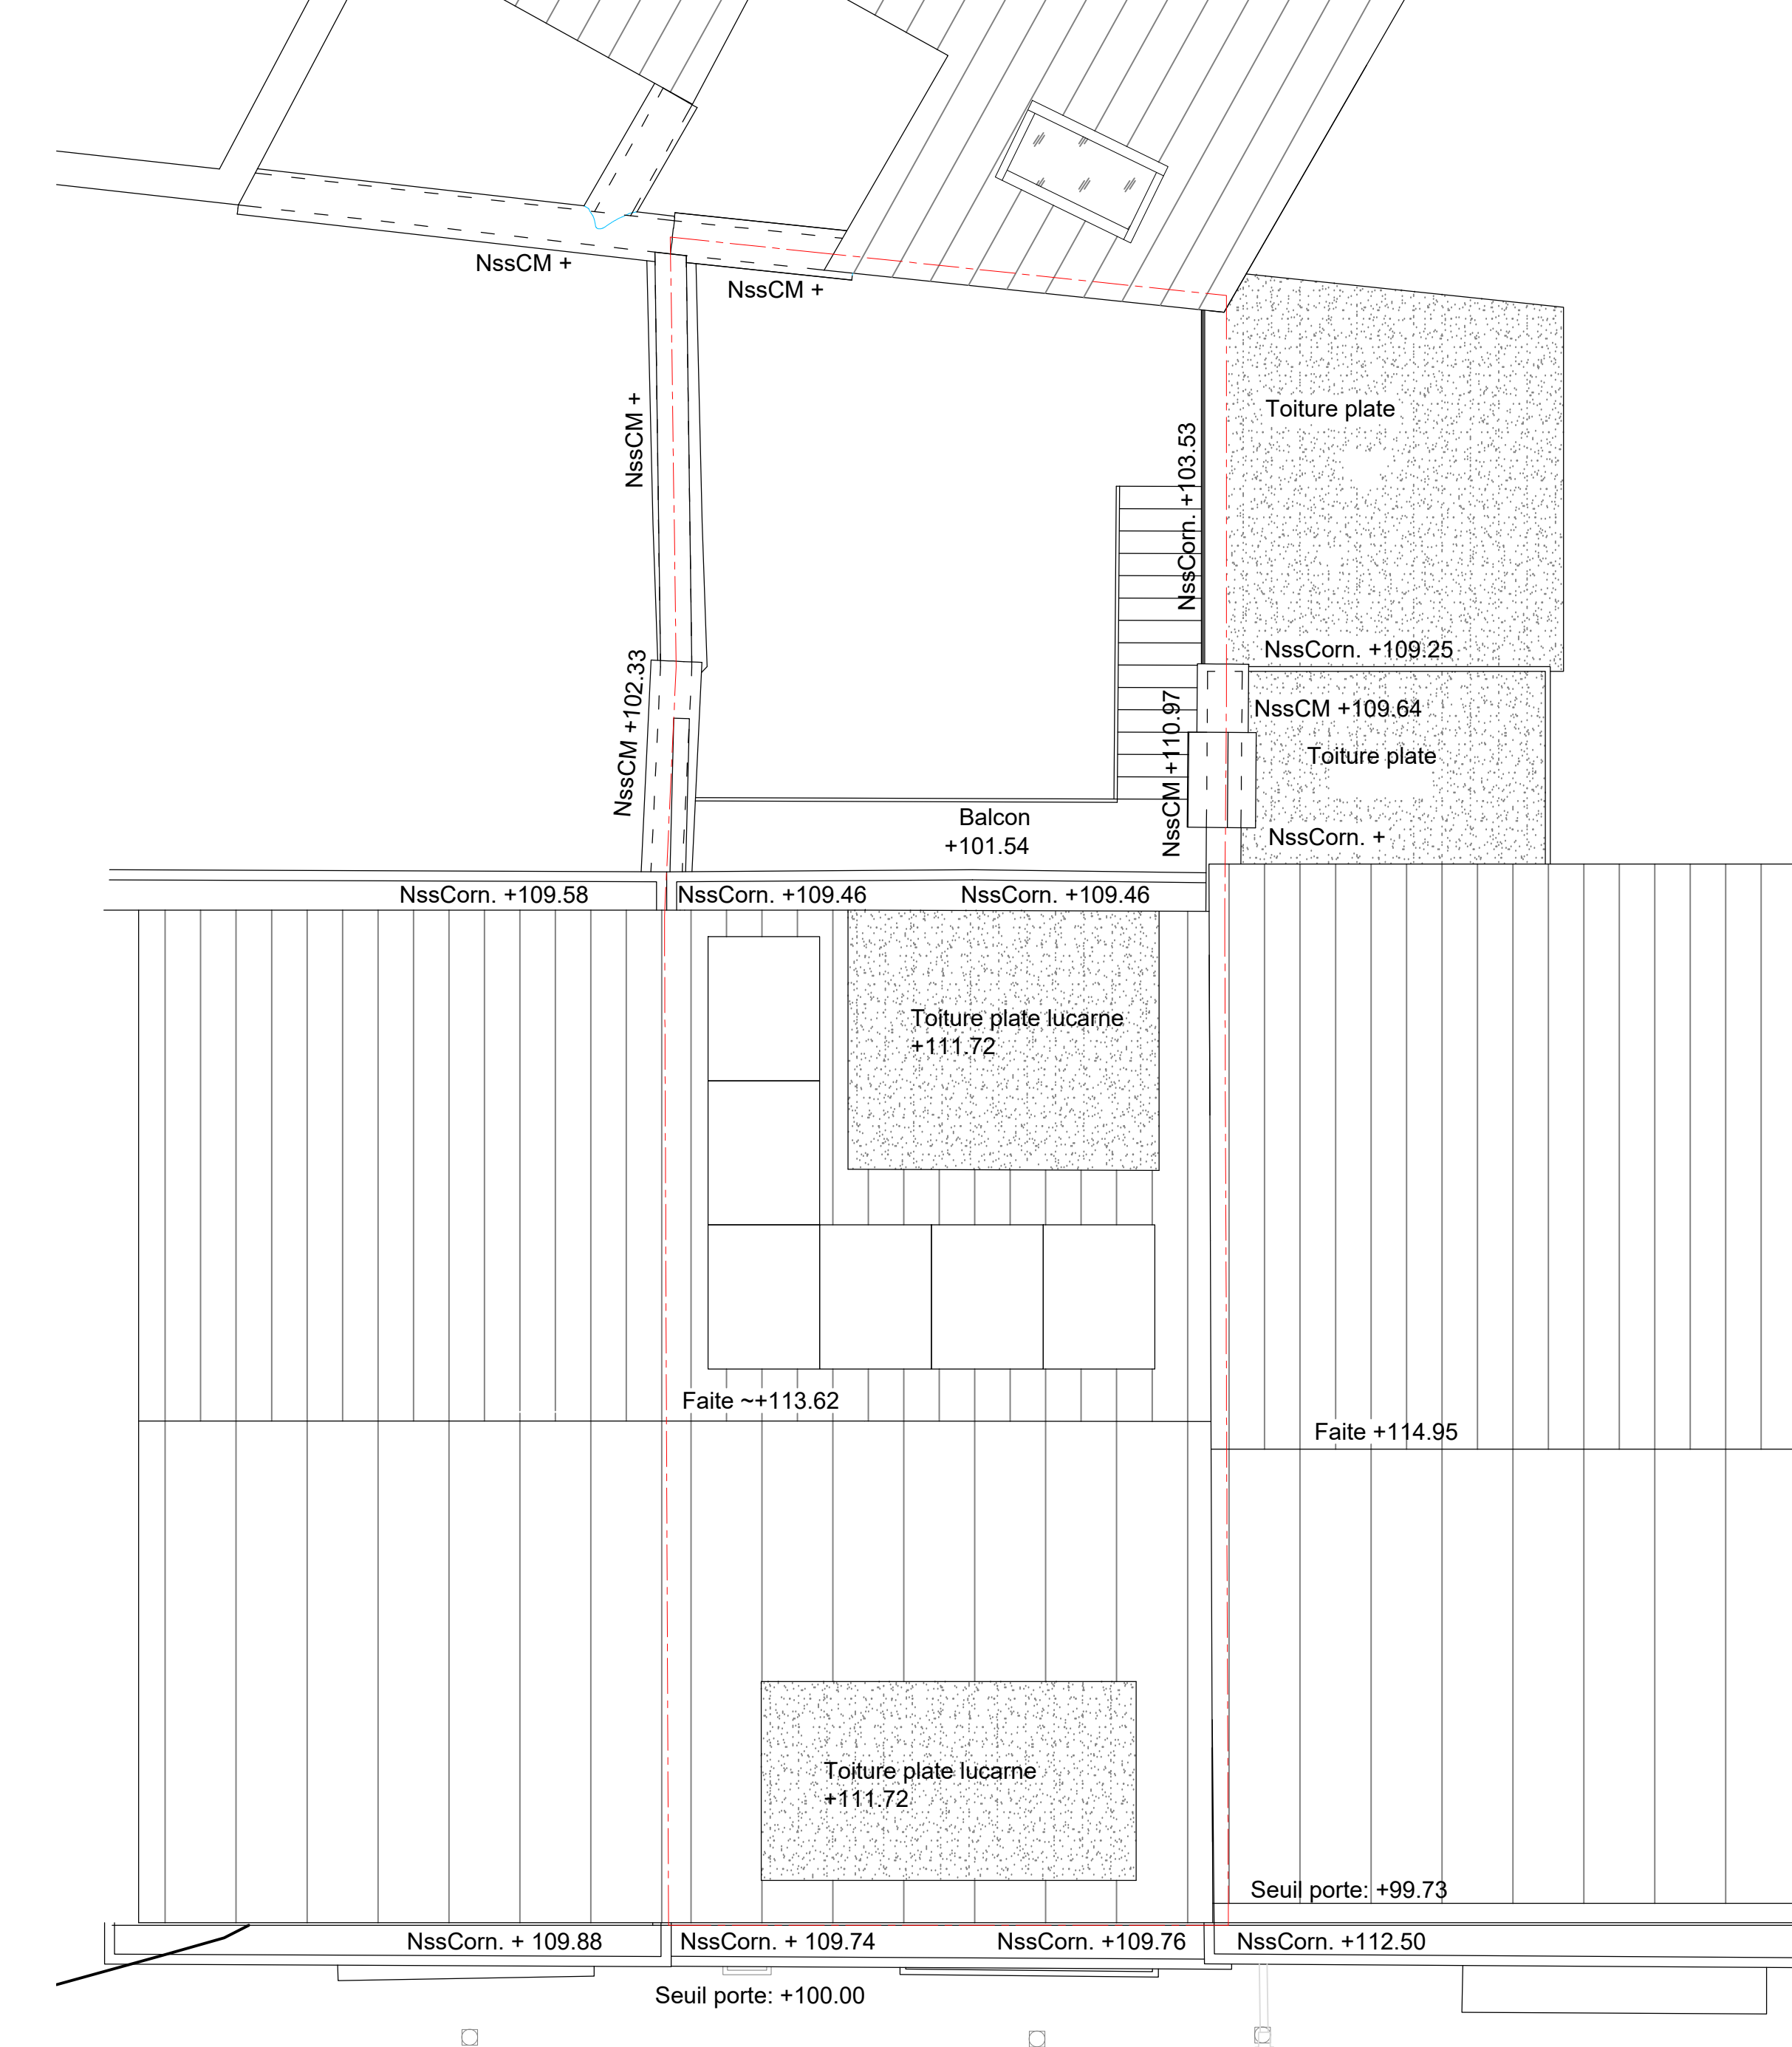 NssCM +
NssCM +
NssCM +
NssCorn. +103.53
Toiture plate
NssCorn. +109.25
NssCM +102.33
NssCM +110.97
NssCM +109.64
Toiture plate
Balcon
+101.54
NssCorn. +
NssCorn. +109.58
NssCorn. +109.46
NssCorn. +109.46
Toiture plate lucarne
+111.72
Faite ~+113.62
Faite +114.95
Toiture plate lucarne
+111.72
Seuil porte: +99.73
NssCorn. + 109.88
NssCorn. + 109.74
NssCorn. +109.76
NssCorn. +112.50
Seuil porte: +100.00